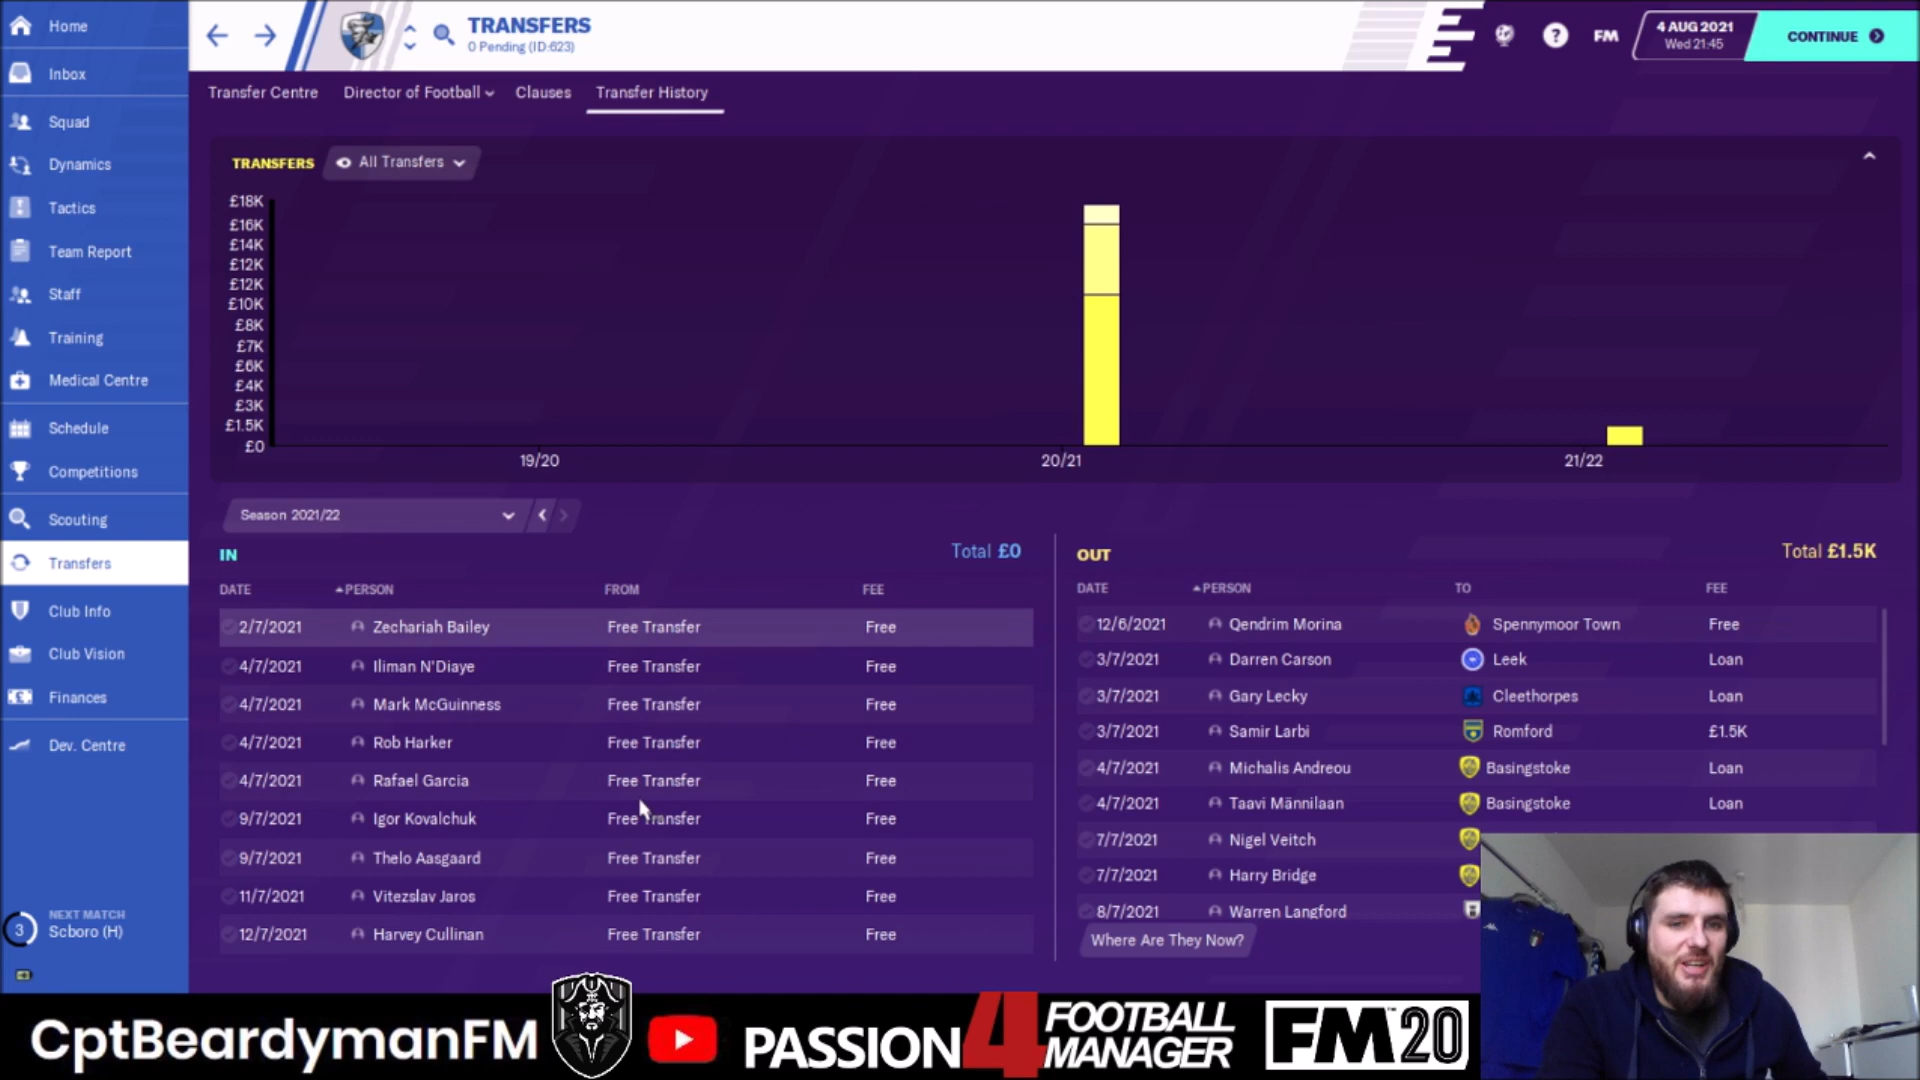 Home
Inbox
Squad
Dynamics
Tactics
Team Report
Staff
Training
Medical Centre
Schedule
Competitions
Scouting
Transfers
Club Info
Club Vision
Finances
Dev. Centre
3
NEXT MATCH
Scboro (H)
TRANSFERS
0 Pending (ID:623)
? FM
4 AUG 2021
Wed 21:45
CONTINUE
Transfer Centre Director of Football Clauses Transfer History
TRANSFERS All Transfers
£18K
£16K
£14K
£12K
£12K
£10K
£8K
£7K
£6K
£4K
£3K
£1.5K
£0
19/20 20/21 21/22
Season 2021/22
IN Total £0
DATE PERSON FROM FEE
2/7/2021 Zechariah Bailey Free Transfer Free
4/7/2021 Iliman N'Diaye Free Transfer Free
4/7/2021 Mark McGuinness Free Transfer Free
4/7/2021 Rob Harker Free Transfer Free
4/7/2021 Rafael Garcia Free Transfer Free
9/7/2021 Igor Kovalchuk Free Transfer Free
9/7/2021 Thelo Aasgaard Free Transfer Free
11/7/2021 Vitezslav Jaros Free Transfer Free
12/7/2021 Harvey Cullinan Free Transfer Free
OUT Total £1.5K
DATE PERSON TO FEE
12/6/2021 Qendrim Morina Spennymoor Town Free
3/7/2021 Darren Carson Leek Loan
3/7/2021 Gary Lecky Cleethorpes Loan
3/7/2021 Samir Larbi Romford £1.5K
4/7/2021 Michalis Andreou Basingstoke Loan
4/7/2021 Taavi Männilaan Basingstoke Loan
7/7/2021 Nigel Veitch
7/7/2021 Harry Bridge
8/7/2021 Warren Langford
Where Are They Now?
CptBeardymanFM
PASSION 4 FOOTBALL MANAGER
FM20